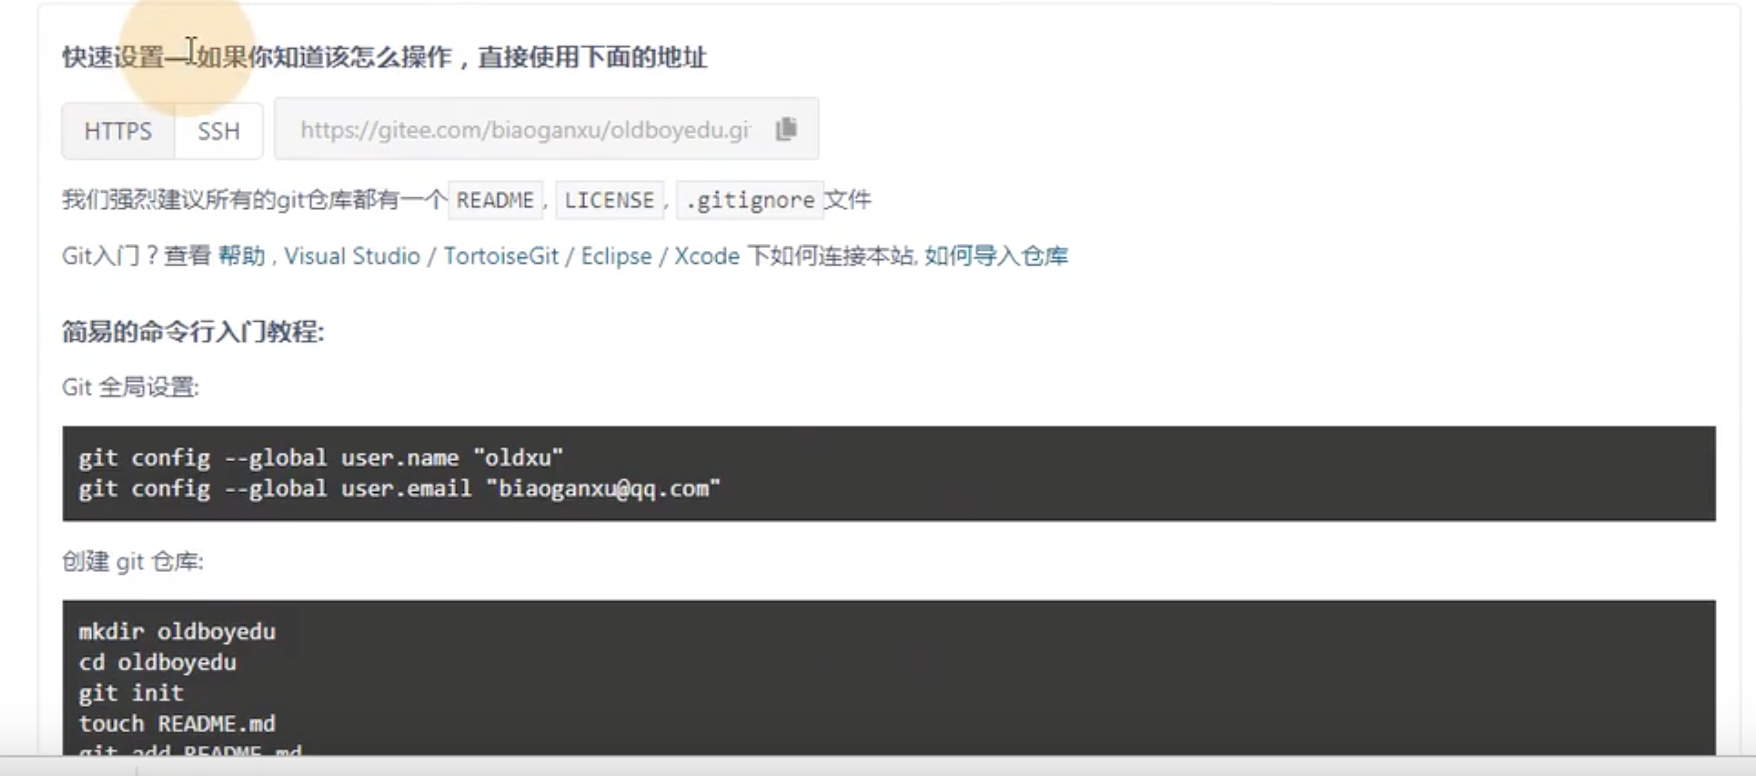 快速设置—如果你知道该怎么操作，直接使用下面的地址
HTTPS SSH https://gitee.com/biaoganxu/oldboyedu.gi
我们强烈建议所有的git仓库都有一个 README, LICENSE, .gitignore 文件
Git入门？查看 帮助 , Visual Studio / TortoiseGit / Eclipse / Xcode 下如何连接本站, 如何导入仓库
简易的命令行入门教程:
Git 全局设置:
git config --global user.name "oldxu"
git config --global user.email "biaoganxu@qq.com"
创建 git 仓库:
mkdir oldboyedu
cd oldboyedu
git init
touch README.md
git add README.md